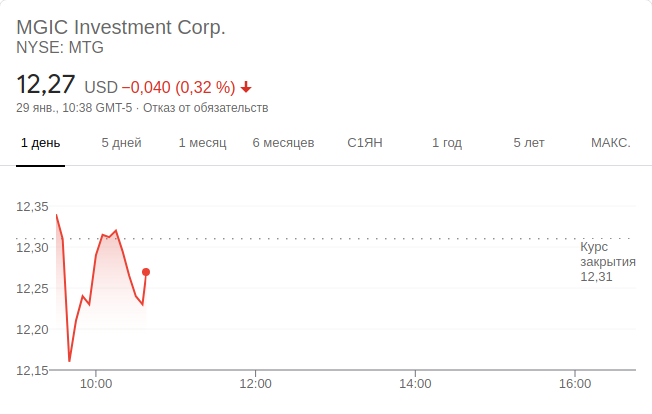 MGIC Investment Corp.
NYSE: MTG
12,27 USD −0,040 (0,32 %)
29 янв., 10:38 GMT-5 · Отказ от обязательств
1 день 5 дней 1 месяц 6 месяцев С1ЯН 1 год 5 лет МАКС.
12,35
12,30
12,25
12,20
12,15
Курс
закрытия
12,31
10:00 12:00 14:00 16:00